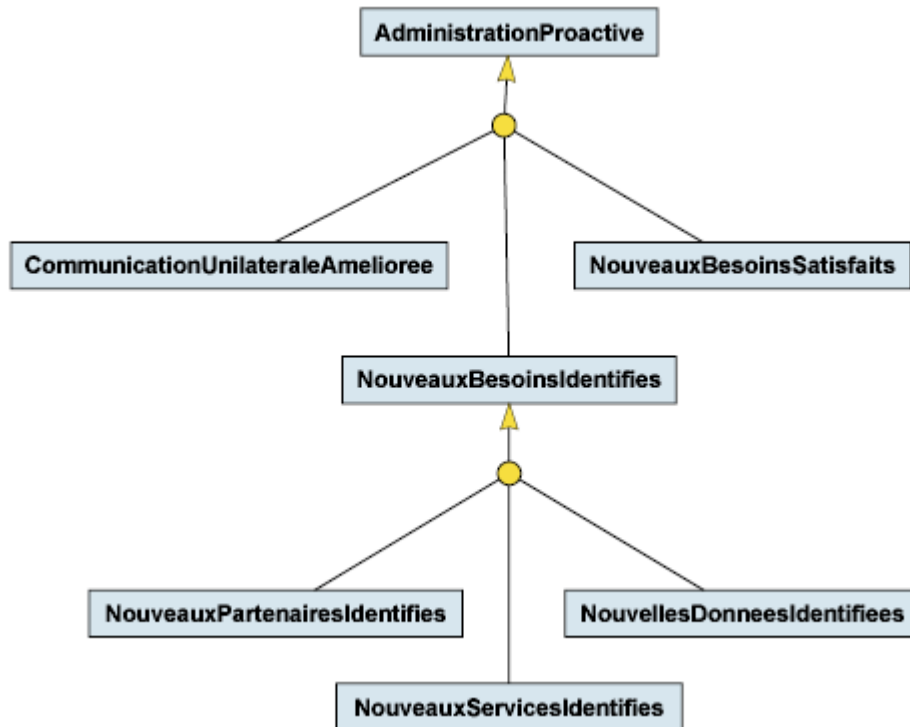 AdministrationProactive
CommunicationUnilateraleAmelioree
NouveauxBesoinsSatisfaits
NouveauxBesoinsIdentifies
NouveauxPartenairesIdentifies
NouvellesDonneesIdentifiees
NouveauxServicesIdentifies